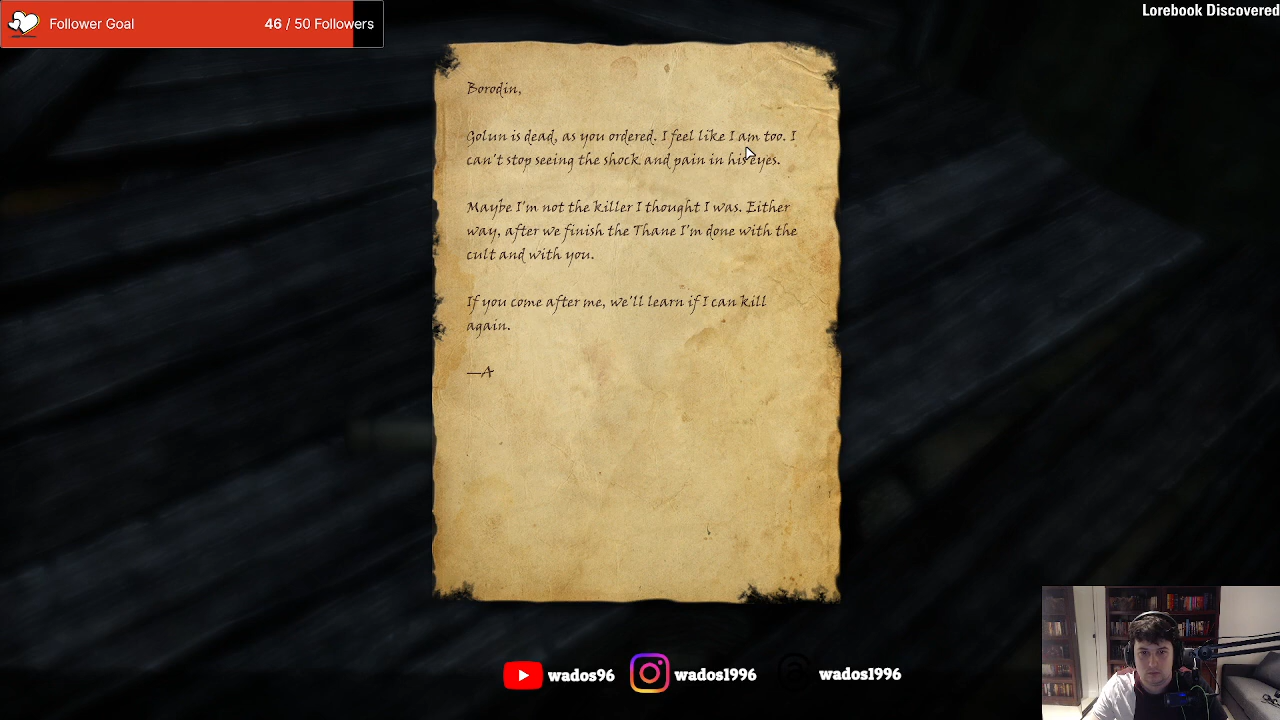 Follower Goal 46 / 50 Followers
Lorebook Discovered
Borodin,
Golun is dead, as you ordered. I feel like I am too. I
can't stop seeing the shock and pain in his eyes.
Maybe I'm not the killer I thought I was. Either
way, after we finish the Thane I'm done with the
cult and with you.
If you come after me, we'll learn if I can kill
again.
—A
wados96 wados1996 wados1996